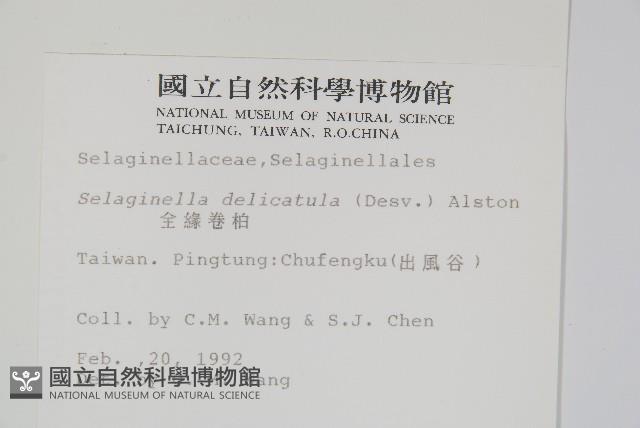 國立自然科學博物館
NATIONAL MUSEUM OF NATURAL SCIENCE
TAICHUNG, TAIWAN, R.O.CHINA
Selaginellaceae,Selaginellales
Selaginella delicatula (Desv.) Alston
全緣卷柏
Taiwan. Pingtung:Chufengku(出風谷)
Coll. by C.M. Wang & S.J. Chen
Feb. ,20, 1992
國立自然科學博物館
NATIONAL MUSEUM OF NATURAL SCIENCE